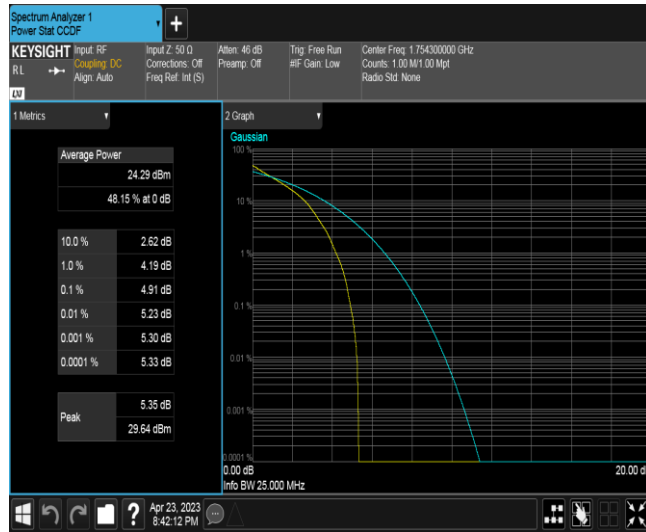 Spectrum Analyzer 1
Power Stat CCDF
+
KEYSIGHT
RL
LXI
Input: RF
Coupling: DC
Align: Auto
Input Z: 50 Ω
Corrections: Off
Freq Ref: Int (S)
Atten: 46 dB
Preamp: Off
Trig: Free Run
#IF Gain: Low
Center Freq: 1.754300000 GHz
Counts: 1.00 M/1.00 Mpt
Radio Std: None
1 Metrics
Average Power
24.29 dBm
48.15 % at 0 dB
10.0 % 2.62 dB
1.0 % 4.19 dB
0.1 % 4.91 dB
0.01 % 5.23 dB
0.001 % 5.30 dB
0.0001 % 5.33 dB
Peak
5.35 dB
29.64 dBm
2 Graph
Gaussian
100 %
10 %
1 %
0.1 %
0.01 %
0.001 %
0.0001 %
0.00 dB
20.00 d
Info BW 25.000 MHz
?
Apr 23, 2023
8:42:12 PM